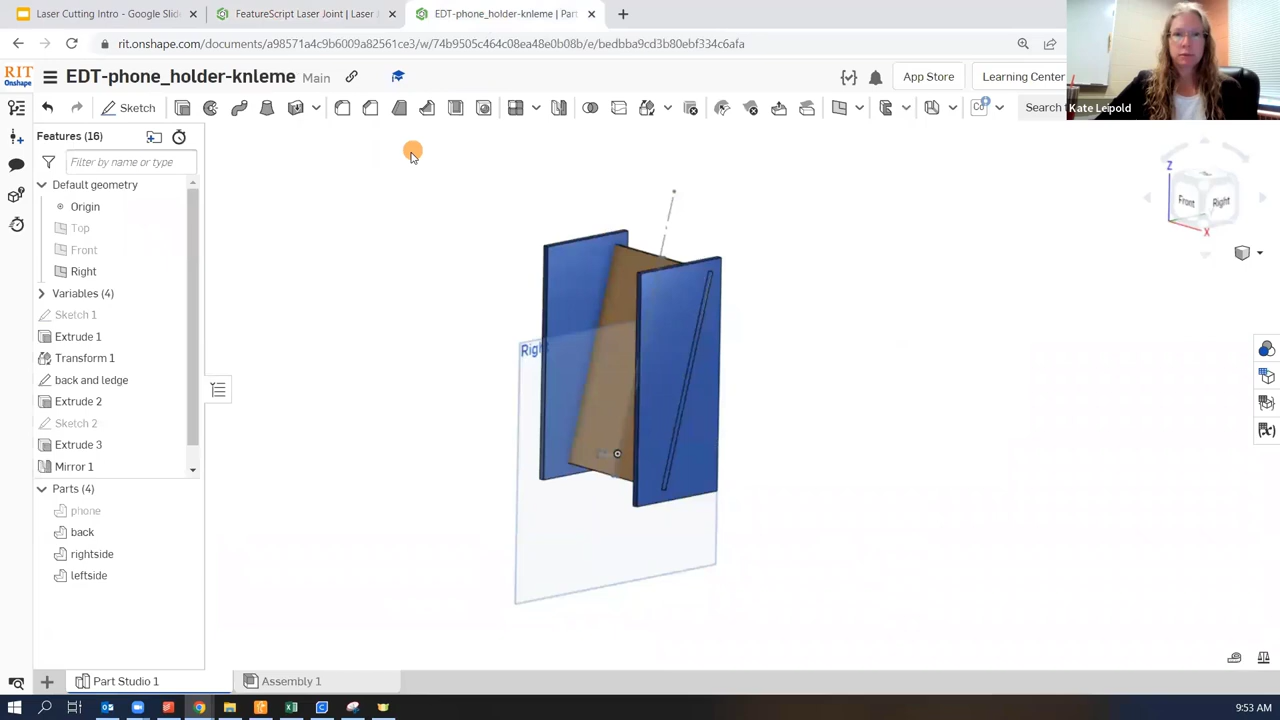 Laser Cutting Intro - Google Slid
FeatureScript Laser Joint | Laser
EDT-phone_holder-knleme | Part
rit.onshape.com/documents/a98571a4c9b6009a82561ce3/w/74b9505c464c08ea48e0b08b/e/bedbba9cd3b80ebf334c6afa
RIT
Onshape
EDT-phone_holder-knleme Main
App Store
Learning Center
Sketch
Search
Kate Leipold
Features (16)
Filter by name or type
Default geometry
Origin
Top
Front
Right
Variables (4)
Sketch 1
Extrude 1
Transform 1
back and ledge
Extrude 2
Sketch 2
Extrude 3
Mirror 1
Parts (4)
phone
back
rightside
leftside
Right
Z
Front
Right
X
Part Studio 1
Assembly 1
9:53 AM